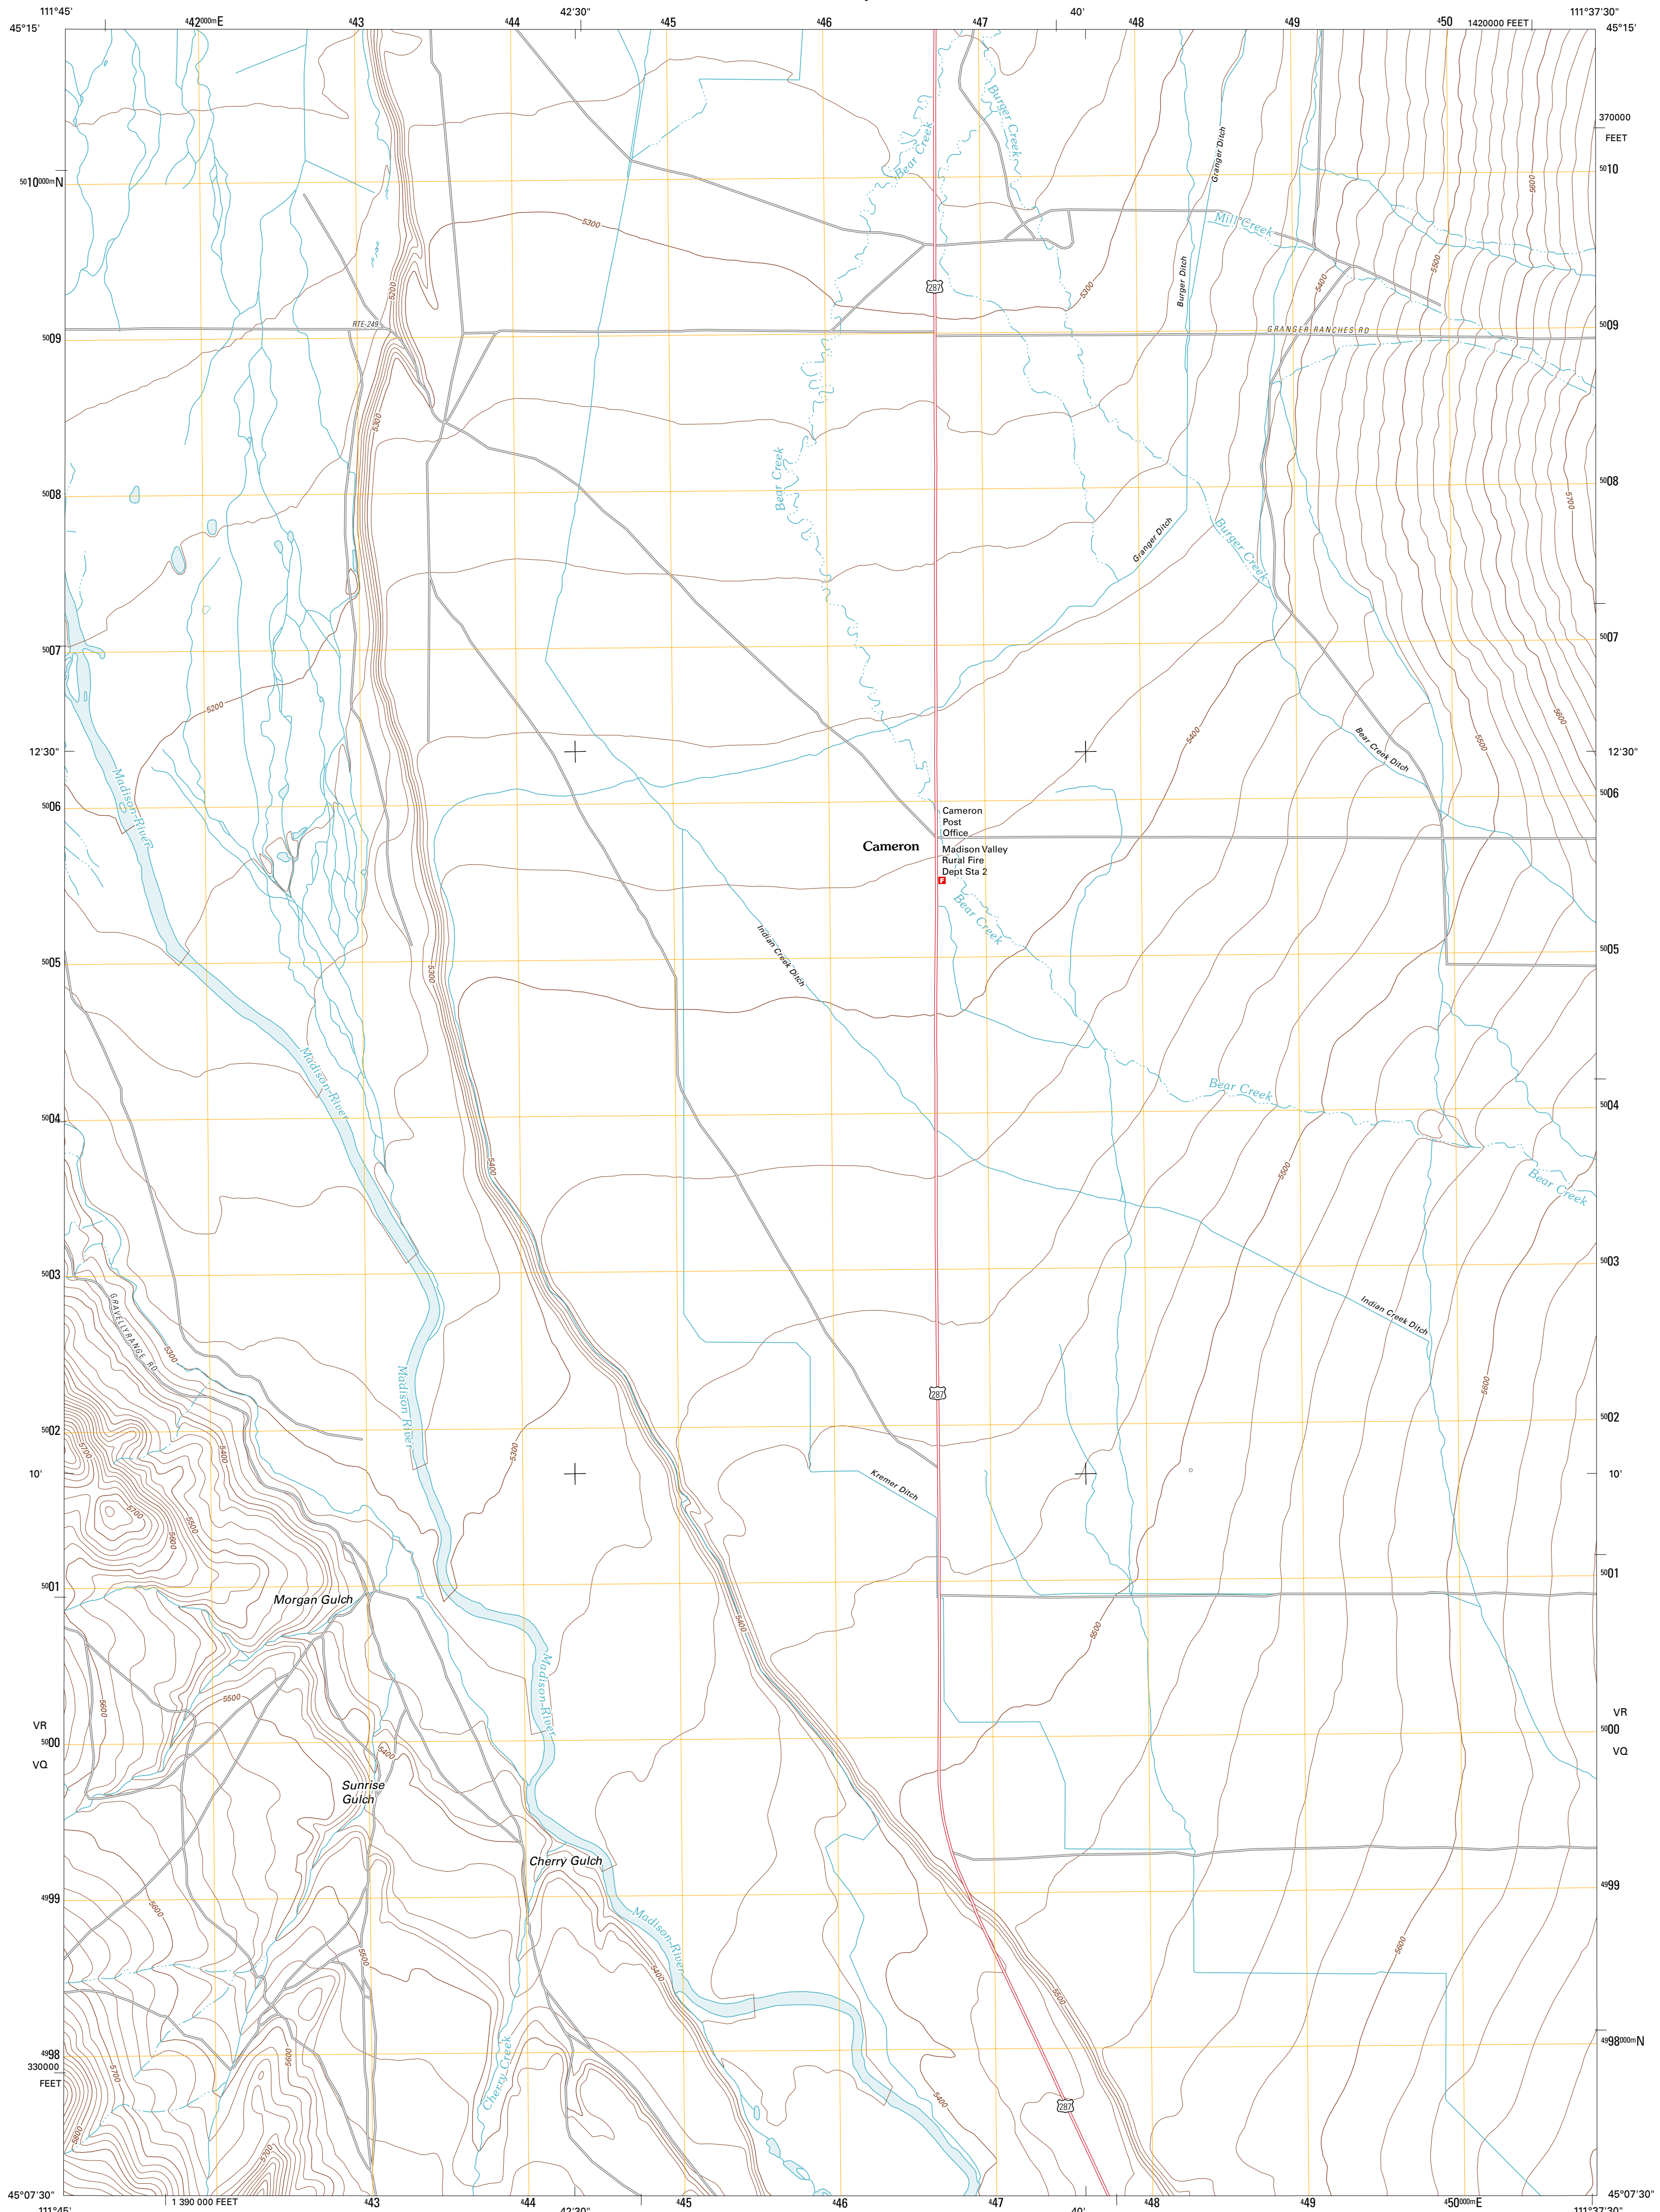 111°45'
⁴42⁰⁰⁰ᵐE
⁴43
⁴44
42'30"
⁴45
⁴46
⁴47
40'
⁴48
⁴49
⁴50
1420000 FEET
111°37'30"
45°15'
45°15'
370000
FEET
⁵⁰10⁰⁰⁰ᵐN
⁵⁰10
Bear Creek
Burger Creek
Granger Ditch
Mill Creek
5600
5300
5200
287
Burger Ditch
5300
5400
5500
RTE-249
GRANGER RANCHES RD
⁵⁰09
⁵⁰09
5300
Bear Creek
⁵⁰08
⁵⁰08
5700
Granger Ditch
Burger Creek
⁵⁰07
⁵⁰07
5200
5400
Bear Creek Ditch
5500
5600
12'30"
12'30"
Madison River
⁵⁰06
⁵⁰06
Cameron
Post
Office
Cameron
Madison Valley
Rural Fire
Dept Sta 2
F
Bear Creek
Indian Creek Ditch
⁵⁰05
⁵⁰05
5300
Madison River
Bear Creek
⁵⁰04
⁵⁰04
5400
5500
Bear Creek
⁵⁰03
⁵⁰03
GRAVELLY RANGE RD
5300
Indian Creek Ditch
Madison River
287
5600
⁵⁰02
⁵⁰02
5700
5400
5300
10'
10'
Kremer Ditch
5700
5500
5600
⁵⁰01
⁵⁰01
Morgan Gulch
5400
5500
Madison River
5600
5500
VR
VR
⁵⁰00
⁵⁰00
VQ
VQ
5400
Sunrise
Gulch
Cherry Gulch
⁴⁹99
⁴⁹99
5600
Madison River
5500
5400
5600
5500
⁴⁹98
⁴⁹98⁰⁰⁰ᵐN
330000
FEET
5700
5600
Cherry Creek
5400
287
5800
5700
45°07'30"
45°07'30"
111°45'
1 390 000 FEET
⁴43
⁴44
42'30"
⁴45
⁴46
⁴47
40'
⁴48
⁴49
⁴50⁰⁰⁰ᵐE
111°37'30"